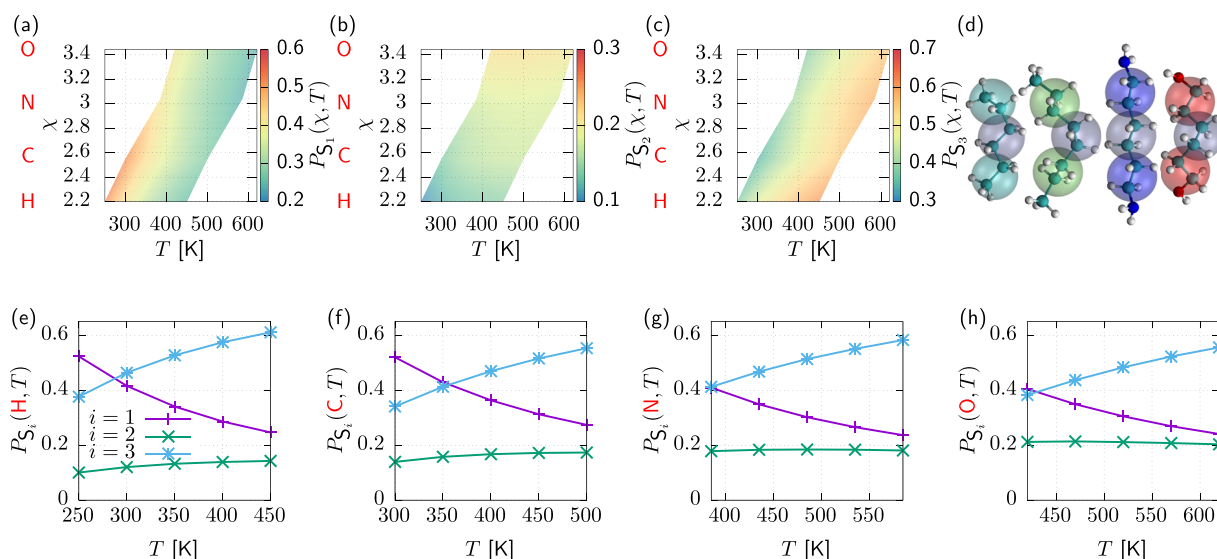 (a)
O
N
C
H
χ
3.4
3.2
3
2.8
2.6
2.4
2.2
300 400 500 600
T [K]
0.6
0.5
0.4
0.3
0.2
P_S₁(χ, T)
(b)
O
N
C
H
χ
3.4
3.2
3
2.8
2.6
2.4
2.2
300 400 500 600
T [K]
0.3
0.2
0.1
P_S₂(χ, T)
(c)
O
N
C
H
χ
3.4
3.2
3
2.8
2.6
2.4
2.2
300 400 500 600
T [K]
0.7
0.6
0.5
0.4
0.3
P_S₃(χ, T)
(d)
(e)
P_Sᵢ(H, T)
0.6
0.4
0.2
0
i = 1
i = 2
i = 3
250 300 350 400 450
T [K]
(f)
P_Sᵢ(C, T)
0.6
0.4
0.2
0
300 350 400 450 500
T [K]
(g)
P_Sᵢ(N, T)
0.6
0.4
0.2
0
400 450 500 550
T [K]
(h)
P_Sᵢ(O, T)
0.6
0.4
0.2
0
450 500 550 600
T [K]